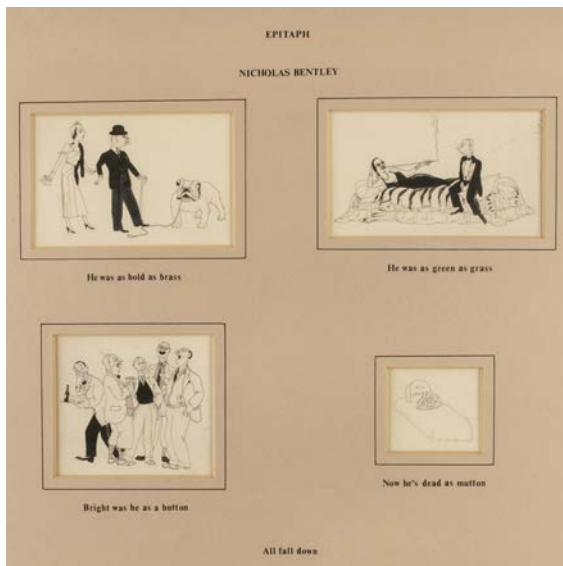 EPITAPH
NICHOLAS BENTLEY
He was as bold as brass
He was as green as grass
Bright was he as a button
Now he's dead as mutton
All fall down